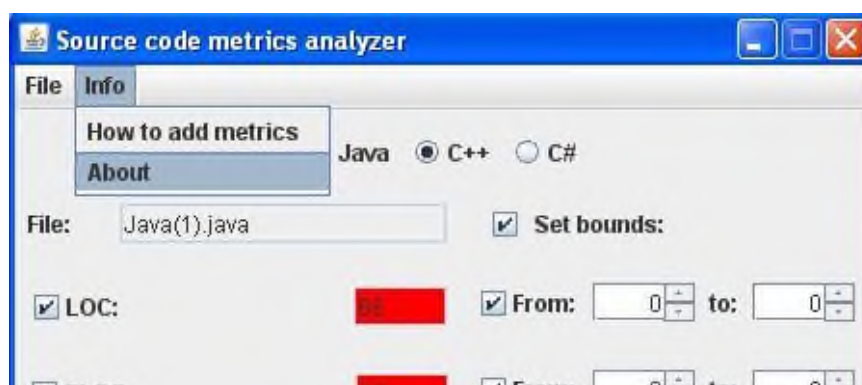 Source code metrics analyzer
File Info
How to add metrics
About
Java C++ C#
File: Java(1).java Set bounds:
LOC: From: 0 to: 0